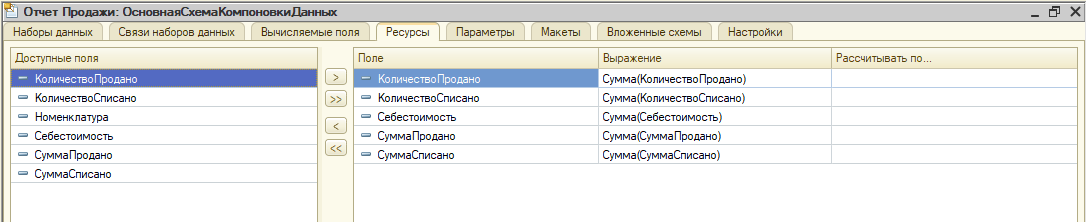 Отчет Продажи: ОсновнаяСхемаКомпоновкиДанных
Наборы данных Связи наборов данных Вычисляемые поля Ресурсы Параметры Макеты Вложенные схемы Настройки
Доступные поля
КоличествоПродано
КоличествоСписано
Номенклатура
Себестоимость
СуммаПродано
СуммаСписано
>
>>
<
<<
Поле Выражение Рассчитывать по...
КоличествоПродано Сумма(КоличествоПродано)
КоличествоСписано Сумма(КоличествоСписано)
Себестоимость Сумма(Себестоимость)
СуммаПродано Сумма(СуммаПродано)
СуммаСписано Сумма(СуммаСписано)